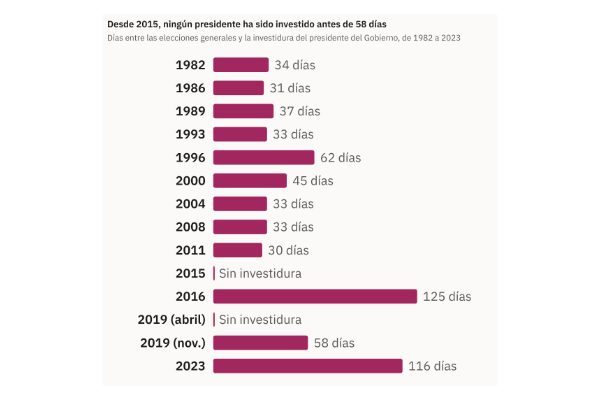 Desde 2015, ningún presidente ha sido investido antes de 58 días
Días entre las elecciones generales y la investidura del presidente del Gobierno, de 1982 a 2023
1982 34 días
1986 31 días
1989 37 días
1993 33 días
1996 62 días
2000 45 días
2004 33 días
2008 33 días
2011 30 días
2015 Sin investidura
2016 125 días
2019 (abril) Sin investidura
2019 (nov.) 58 días
2023 116 días